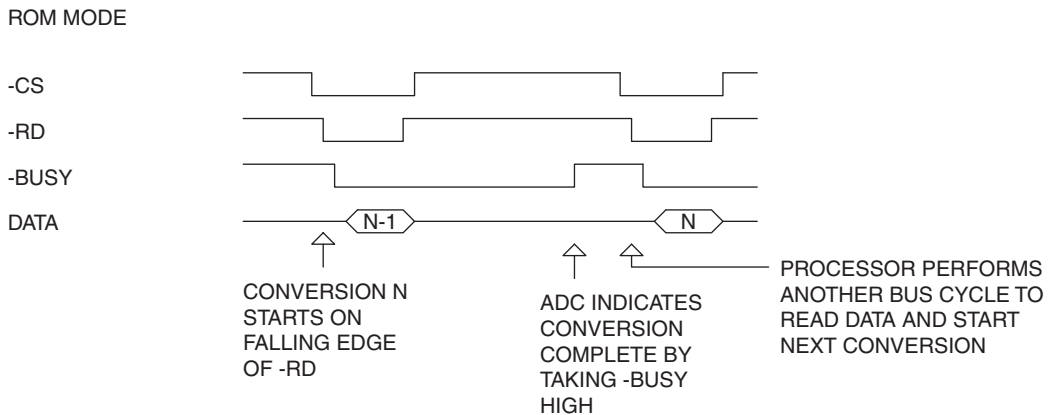 ROM MODE
-CS
-RD
-BUSY
DATA
N-1
N
CONVERSION N
STARTS ON
FALLING EDGE
OF -RD
ADC INDICATES
CONVERSION
COMPLETE BY
TAKING -BUSY
HIGH
PROCESSOR PERFORMS
ANOTHER BUS CYCLE TO
READ DATA AND START
NEXT CONVERSION